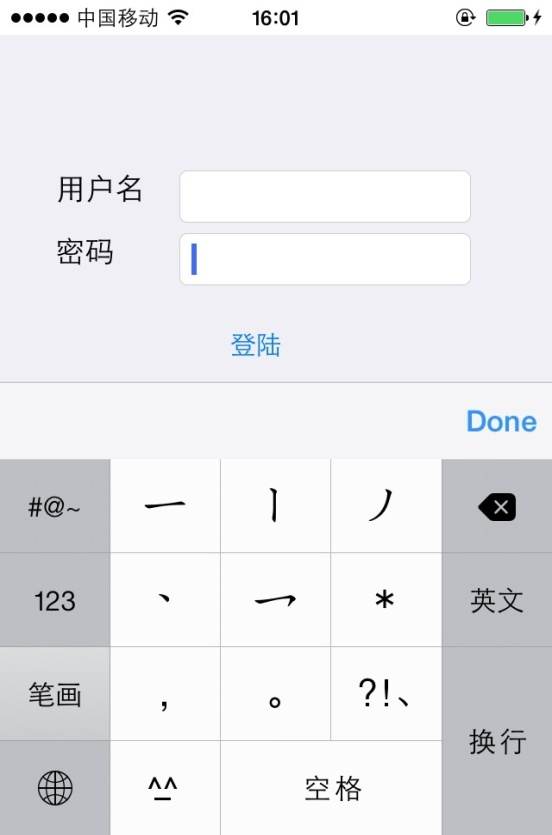 中国移动 16:01
用户名
密码
登陆
Done
#@~ 一 丨 丿
123 丶 乛 * 英文
笔画 , 。 ?!、 换行
^_^ 空格